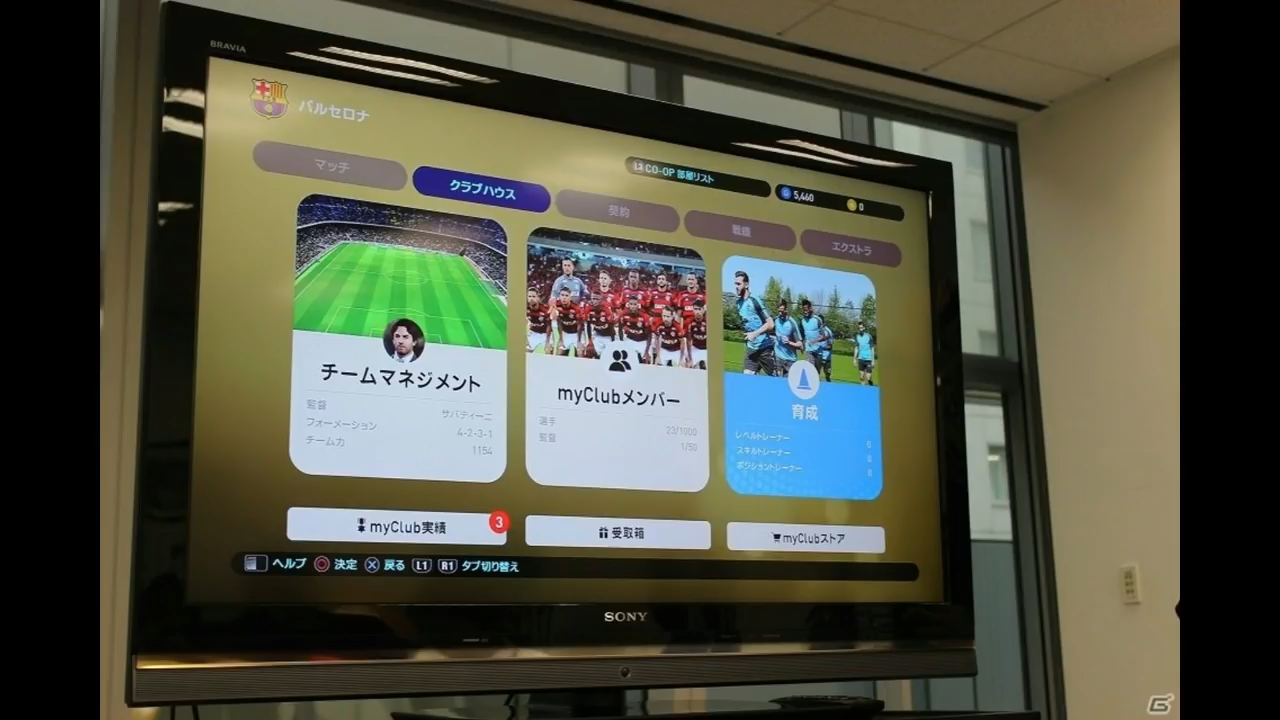 BRAVIA
バルセロナ
マッチ
クラブハウス
契約
戦績
エクストラ
L3 CO-OP 部屋リスト
5,460
0
チームマネジメント
監督 サバティーニ
フォーメーション 4-2-3-1
チーム力 1154
myClubメンバー
選手 23/1000
監督 1/50
育成
レベルトレーナー 0
スキルトレーナー 0
ポジショントレーナー 0
myClub実績 3
受取箱
myClubストア
ヘルプ 決定 戻る L1 R1 タブ切り替え
SONY